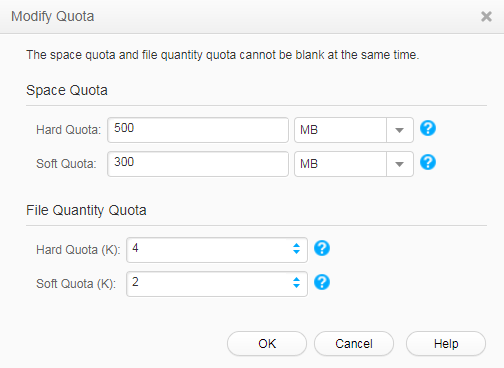 Modify Quota
The space quota and file quantity quota cannot be blank at the same time.
Space Quota
Hard Quota: 500 MB ?
Soft Quota: 300 MB ?
File Quantity Quota
Hard Quota (K): 4 ?
Soft Quota (K): 2 ?
OK Cancel Help